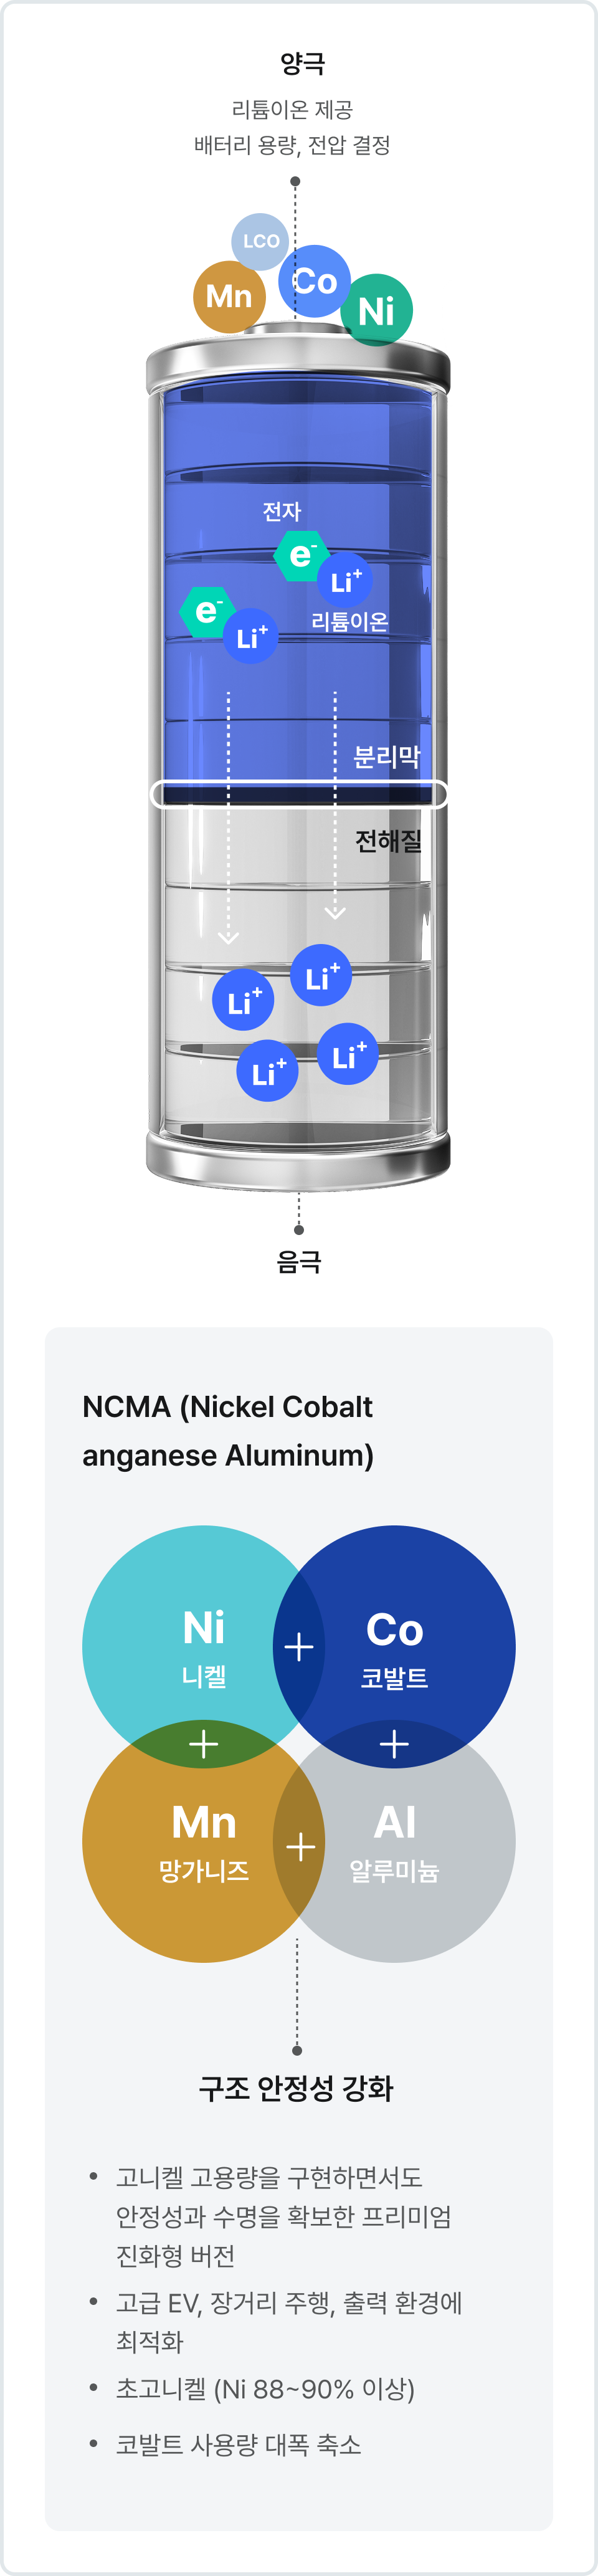 양극
리튬이온 제공
배터리 용량, 전압 결정
LCO
Mn
Co
Ni
전자
e-
Li+
리튬이온
e-
Li+
분리막
전해질
Li+
Li+
Li+
Li+
음극
NCMA (Nickel Cobalt
anganese Aluminum)
Ni
니켈
+
Co
코발트
+
+
Mn
망가니즈
+
Al
알루미늄
구조 안정성 강화
• 고니켈 고용량을 구현하면서도
안정성과 수명을 확보한 프리미엄
진화형 버전
• 고급 EV, 장거리 주행, 출력 환경에
최적화
• 초고니켈 (Ni 88~90% 이상)
• 코발트 사용량 대폭 축소